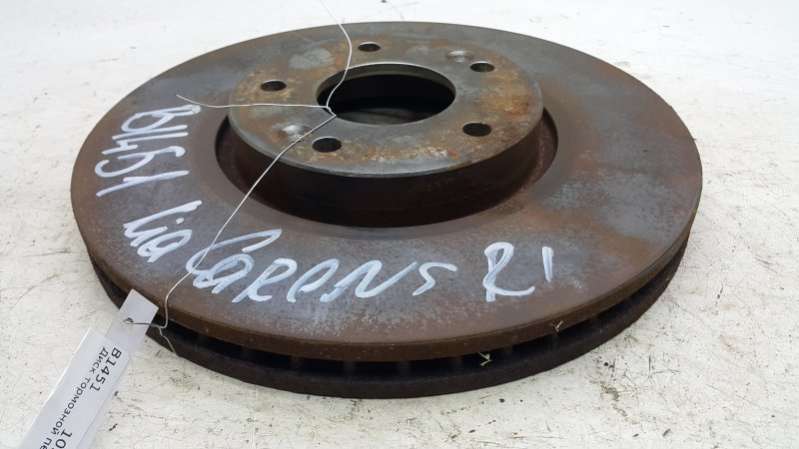 B1451 Kia CARENS R1
B1451
Диск тормозной пе
10